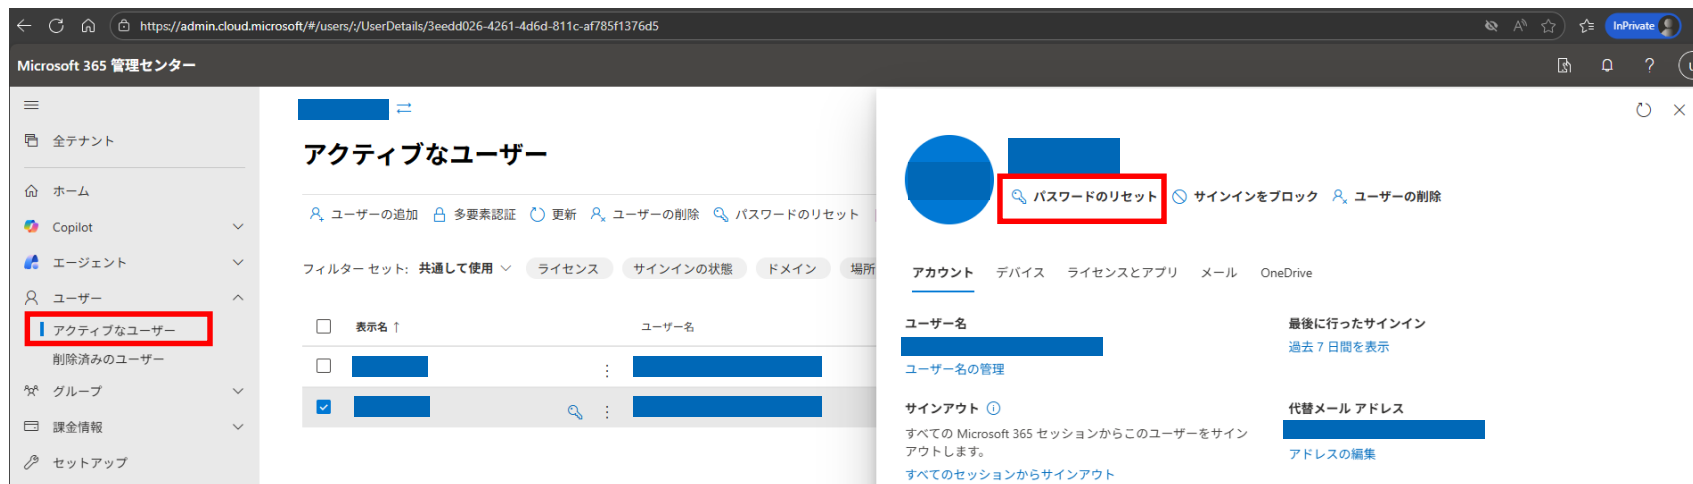 https://admin.cloud.microsoft/#/users/:/UserDetails/3eedd026-4261-4d6d-811c-af785f1376d5
InPrivate
Microsoft 365 管理センター
全テナント
ホーム
Copilot
エージェント
ユーザー
アクティブなユーザー
削除済みのユーザー
グループ
課金情報
セットアップ
アクティブなユーザー
ユーザーの追加 多要素認証 更新 ユーザーの削除 パスワードのリセット
フィルター セット: 共通して使用 ライセンス サインインの状態 ドメイン 場所
表示名 ↑ ユーザー名
パスワードのリセット サインインをブロック ユーザーの削除
アカウント デバイス ライセンスとアプリ メール OneDrive
ユーザー名
ユーザー名の管理
最後に行ったサインイン
過去 7 日間を表示
サインアウト
すべての Microsoft 365 セッションからこのユーザーをサイン
アウトします。
すべてのセッションからサインアウト
代替メール アドレス
アドレスの編集